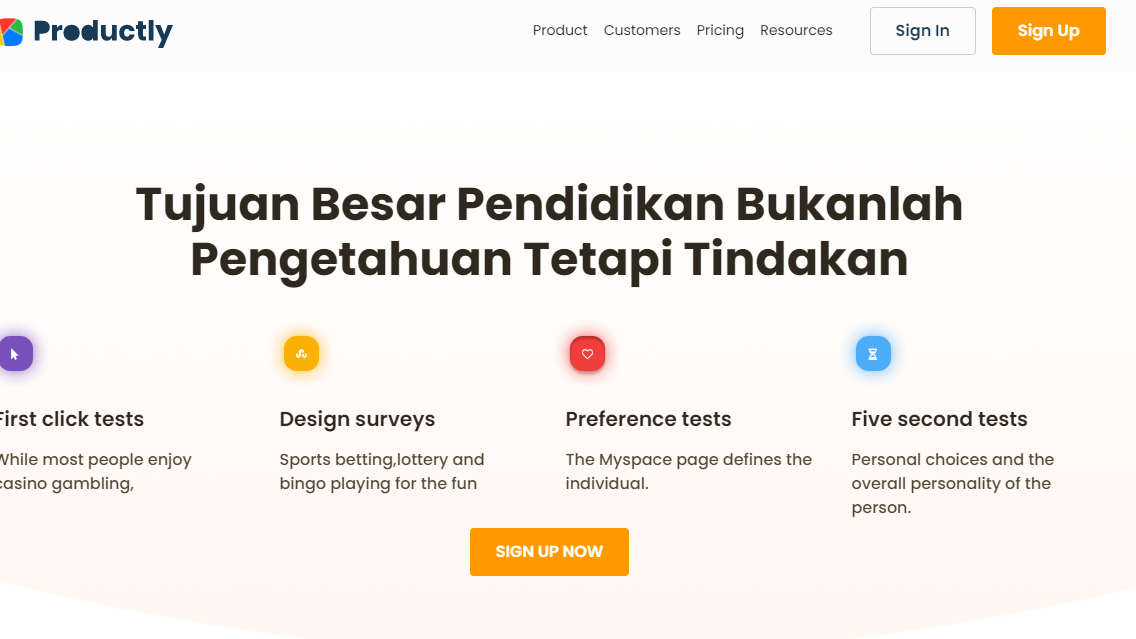 Productly
Product Customers Pricing Resources Sign In Sign Up
Tujuan Besar Pendidikan Bukanlah
Pengetahuan Tetapi Tindakan
First click tests
While most people enjoy
casino gambling,
Design surveys
Sports betting,lottery and
bingo playing for the fun
Preference tests
The Myspace page defines the
individual.
Five second tests
Personal choices and the
overall personality of the
person.
SIGN UP NOW